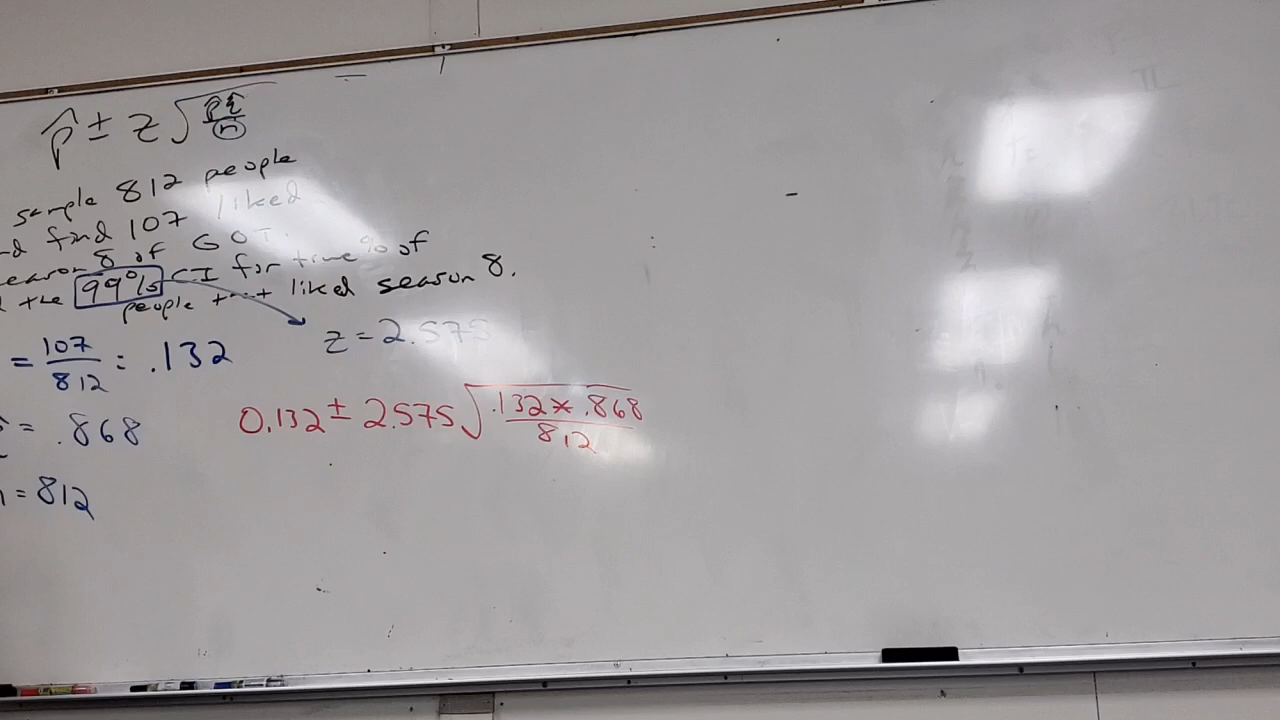 p̂ ± z √(p̂q̂/n)
sample 812 people
find 107 liked
season 8 of GOT.
the 99% CI for true % of
people that liked season 8.
z = 2.575
= 107/812 = .132
= .868
0.132 ± 2.575 √(.132 * .868 / 812)
n = 812